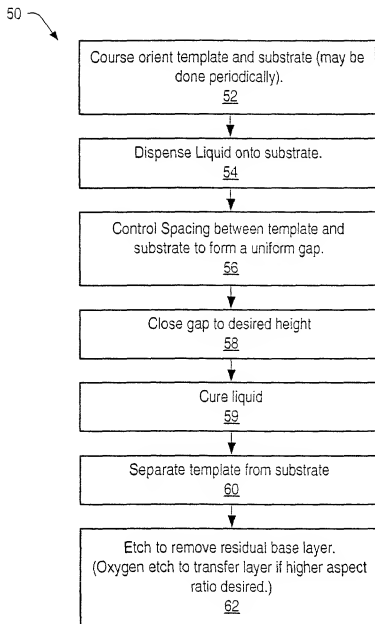 50
Course orient template and substrate (may be
done periodically).
52
Dispense Liquid onto substrate.
54
Control Spacing between template and
substrate to form a uniform gap.
56
Close gap to desired height
58
Cure liquid
59
Separate template from substrate
60
Etch to remove residual base layer.
(Oxygen etch to transfer layer if higher aspect
ratio desired.)
62